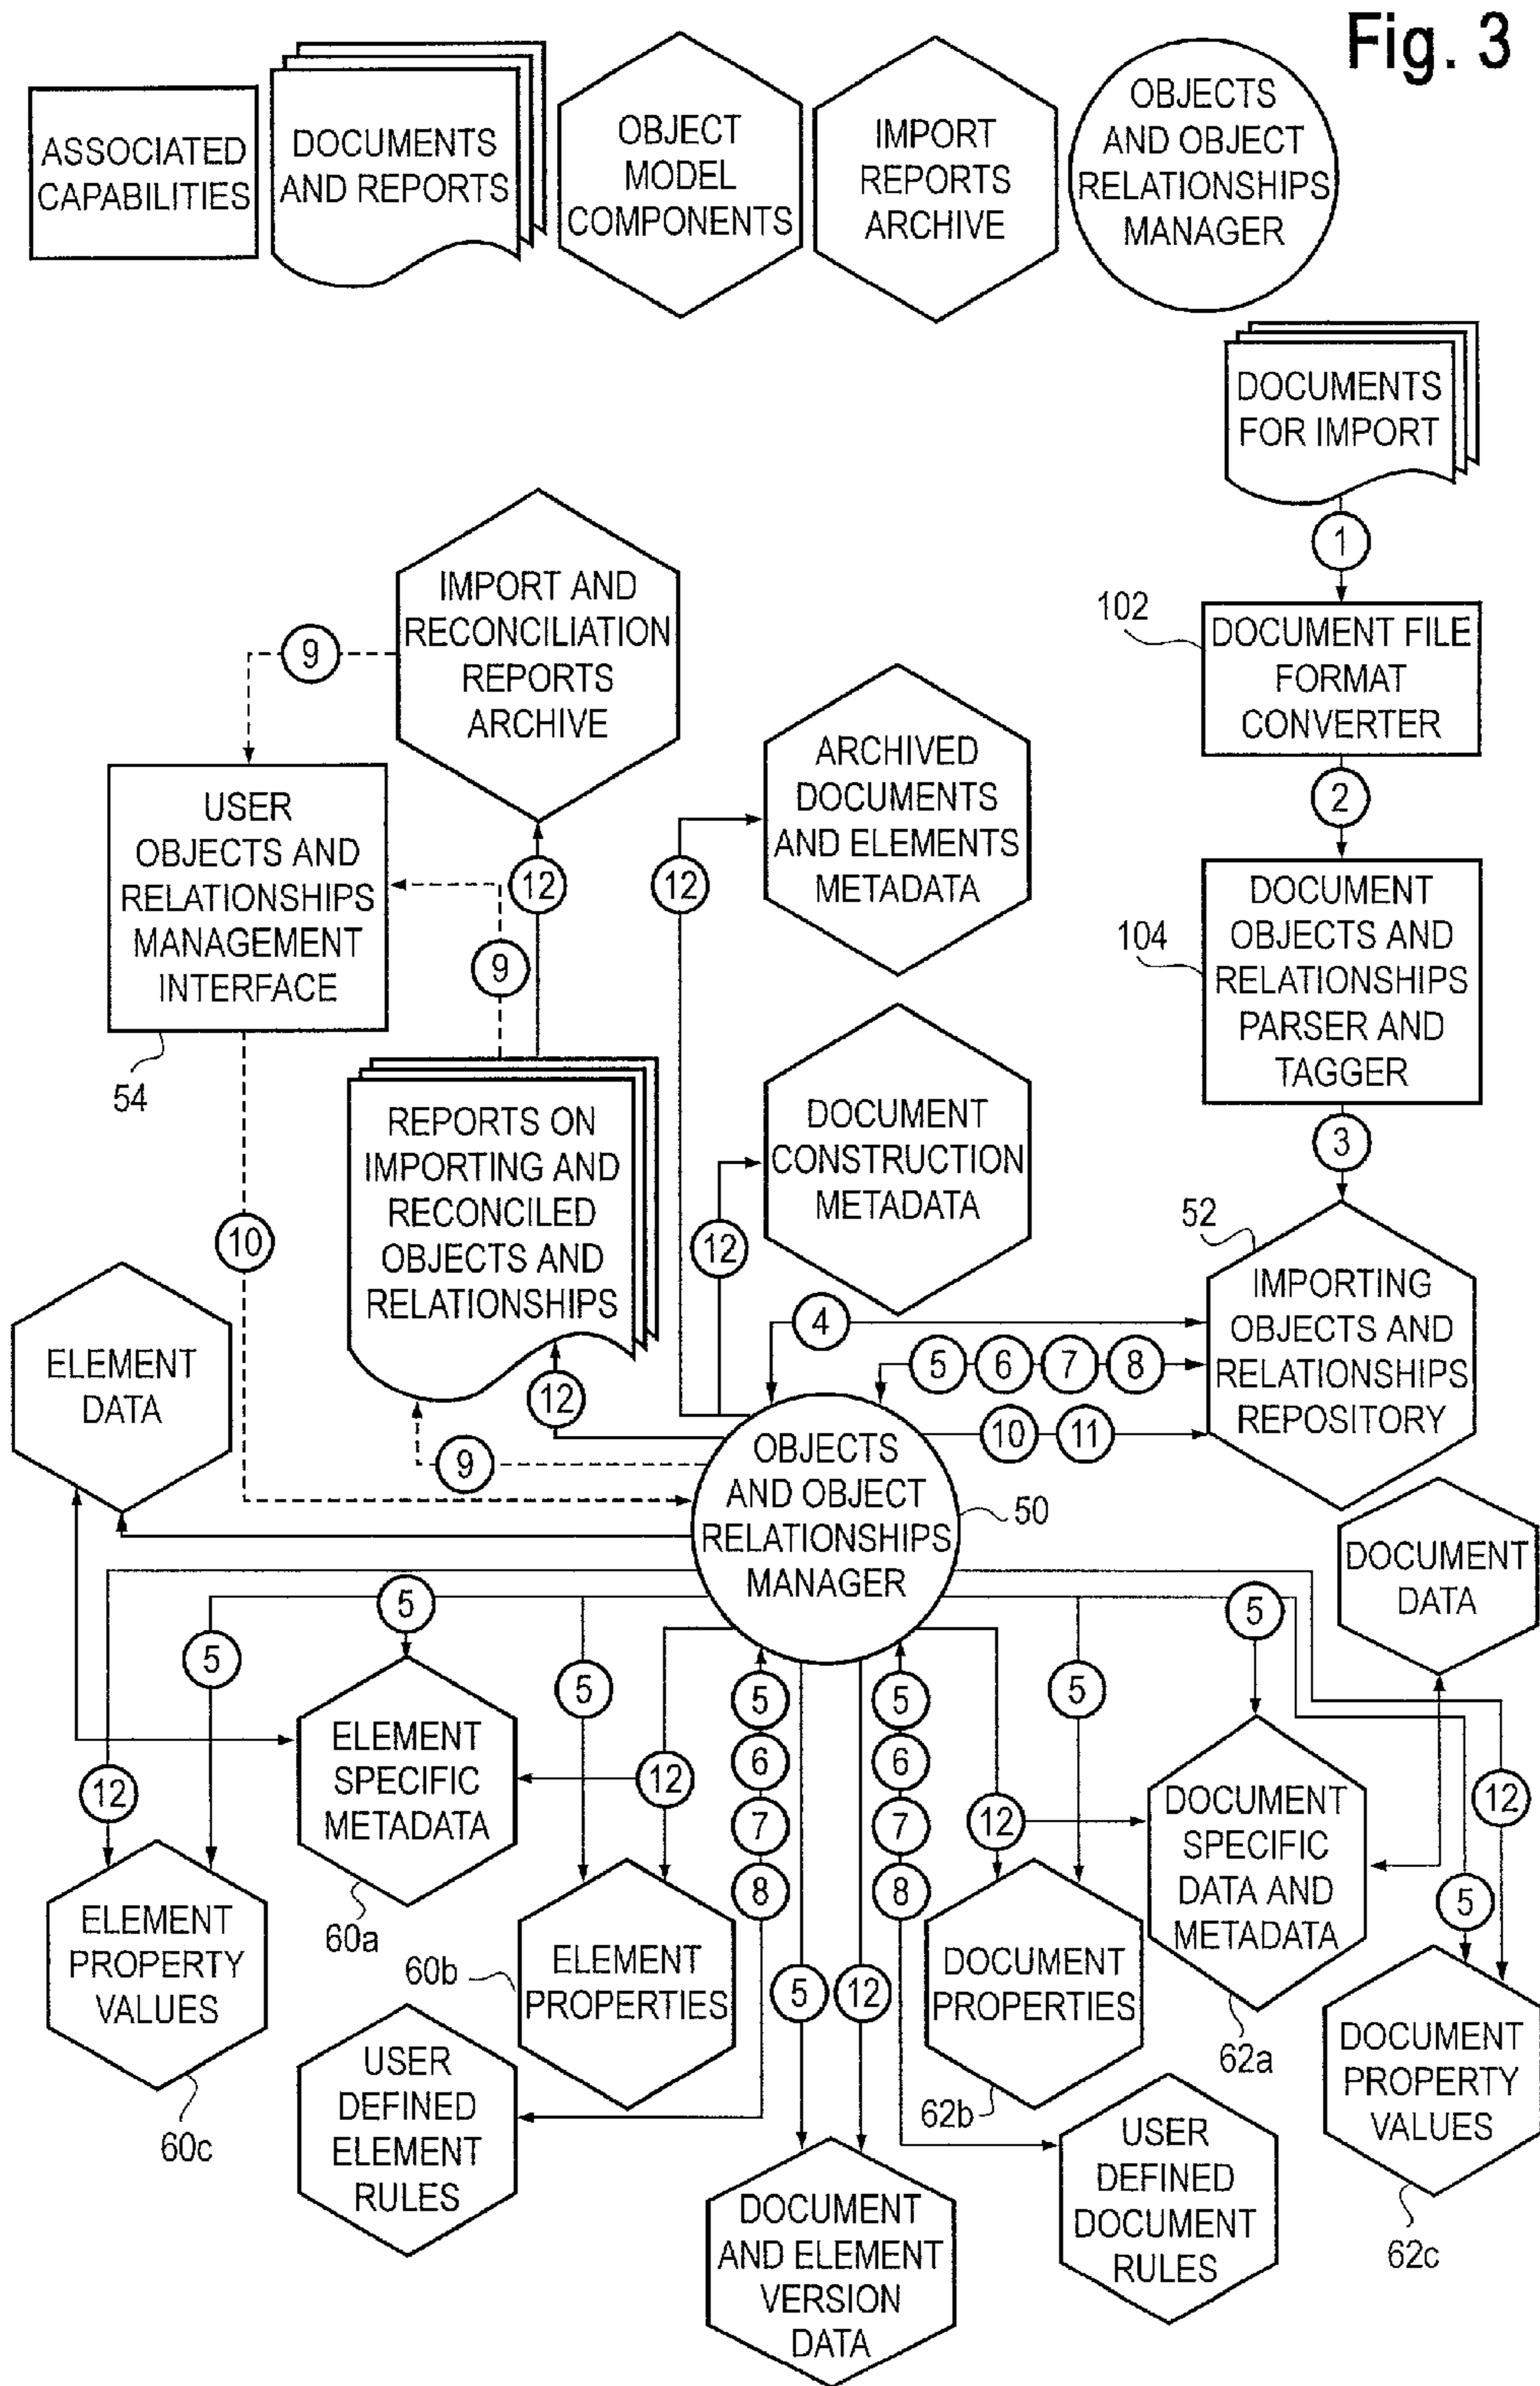 Fig. 3
ASSOCIATED
CAPABILITIES
DOCUMENTS
AND REPORTS
OBJECT
MODEL
COMPONENTS
IMPORT
REPORTS
ARCHIVE
OBJECTS
AND OBJECT
RELATIONSHIPS
MANAGER
DOCUMENTS
FOR IMPORT
1
102
DOCUMENT FILE
FORMAT
CONVERTER
2
104
DOCUMENT
OBJECTS AND
RELATIONSHIPS
PARSER AND
TAGGER
3
52
IMPORTING
OBJECTS AND
RELATIONSHIPS
REPOSITORY
IMPORT AND
RECONCILIATION
REPORTS
ARCHIVE
9
USER
OBJECTS AND
RELATIONSHIPS
MANAGEMENT
INTERFACE
54
12
9
12
ARCHIVED
DOCUMENTS
AND ELEMENTS
METADATA
REPORTS ON
IMPORTING AND
RECONCILED
OBJECTS AND
RELATIONSHIPS
DOCUMENT
CONSTRUCTION
METADATA
12
10
4
5 6 7 8
10 11
12
9
ELEMENT
DATA
OBJECTS
AND OBJECT
RELATIONSHIPS
MANAGER
50
DOCUMENT
DATA
5
5
5
5
6
7
8
5
6
7
8
5
5
12
ELEMENT
SPECIFIC
METADATA
60a
12
12
DOCUMENT
SPECIFIC
DATA AND
METADATA
62a
12
5
ELEMENT
PROPERTY
VALUES
60c
60b
ELEMENT
PROPERTIES
5
12
DOCUMENT
PROPERTIES
62b
DOCUMENT
PROPERTY
VALUES
62c
USER
DEFINED
ELEMENT
RULES
DOCUMENT
AND ELEMENT
VERSION
DATA
USER
DEFINED
DOCUMENT
RULES